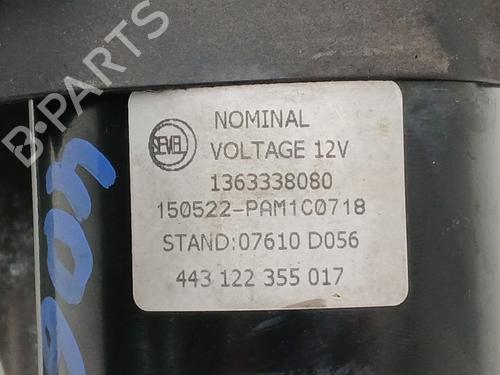 B-PARTS
SEVEL
NOMINAL
VOLTAGE 12V
1363338080
150522-PAM1C0718
STAND:07610 D056
443 122 355 017